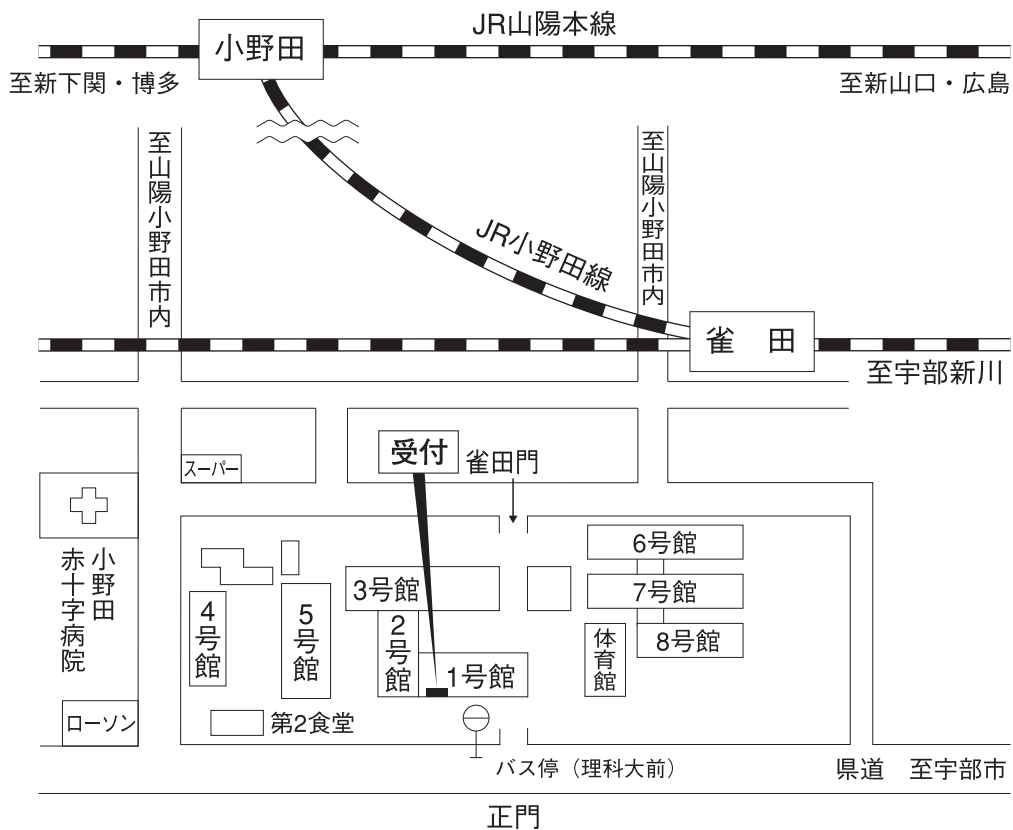 JR山陽本線
小野田
至新下関・博多
至新山口・広島
至山陽小野田市内
至山陽小野田市内
JR小野田線
雀　田
至宇部新川
受付
雀田門
スーパー
6号館
7号館
8号館
3号館
2号館
1号館
4号館
5号館
体育館
小野田
赤十字病院
ローソン
第2食堂
バス停（理科大前）
県道　至宇部市
正門